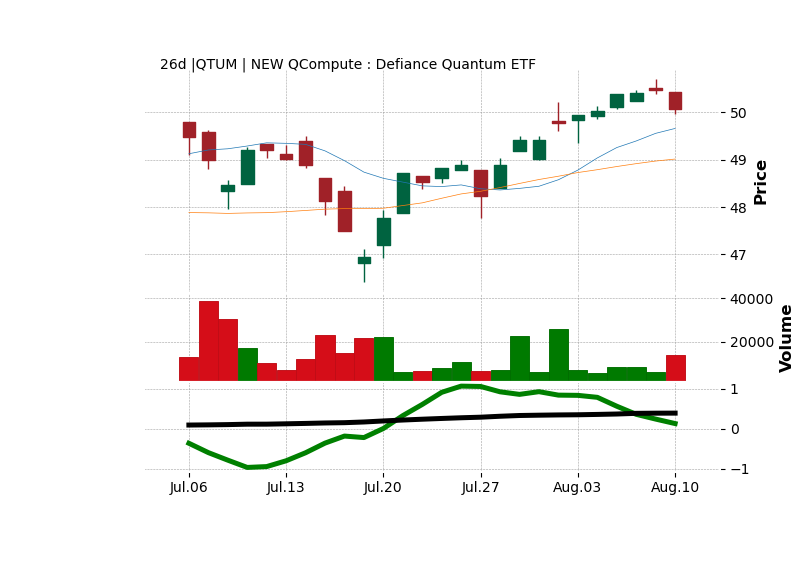 26d |QTUM | NEW QCompute : Defiance Quantum ETF
50
49
48
47
Price
40000
20000
Volume
1
0
−1
Jul.06 Jul.13 Jul.20 Jul.27 Aug.03 Aug.10